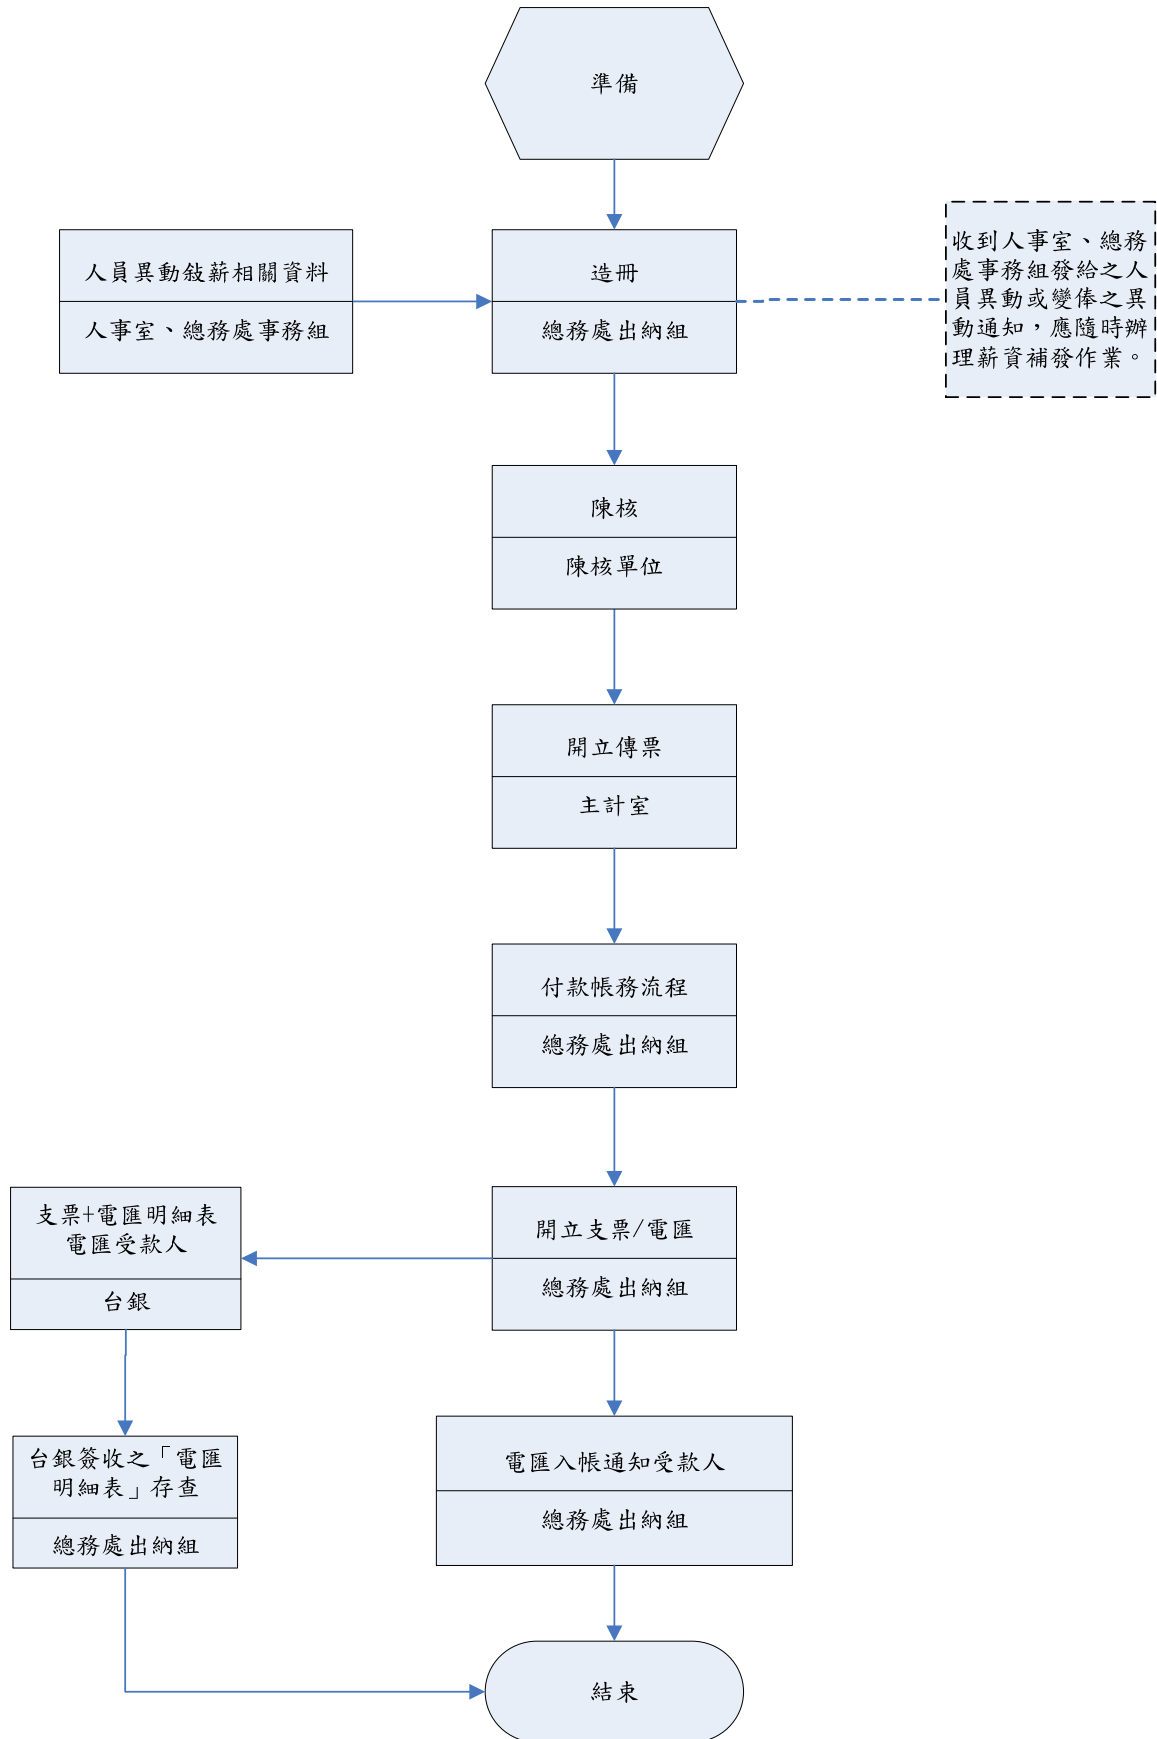 準備
人員異動敍薪相關資料
人事室、總務處事務組
造冊
總務處出納組
收到人事室、總務
處事務組發給之人
員異動或變俸之異
動通知，應隨時辦
理薪資補發作業。
陳核
陳核單位
開立傳票
主計室
付款帳務流程
總務處出納組
開立支票/電匯
總務處出納組
支票+電匯明細表
電匯受款人
台銀
台銀簽收之「電匯
明細表」存查
總務處出納組
電匯入帳通知受款人
總務處出納組
結束